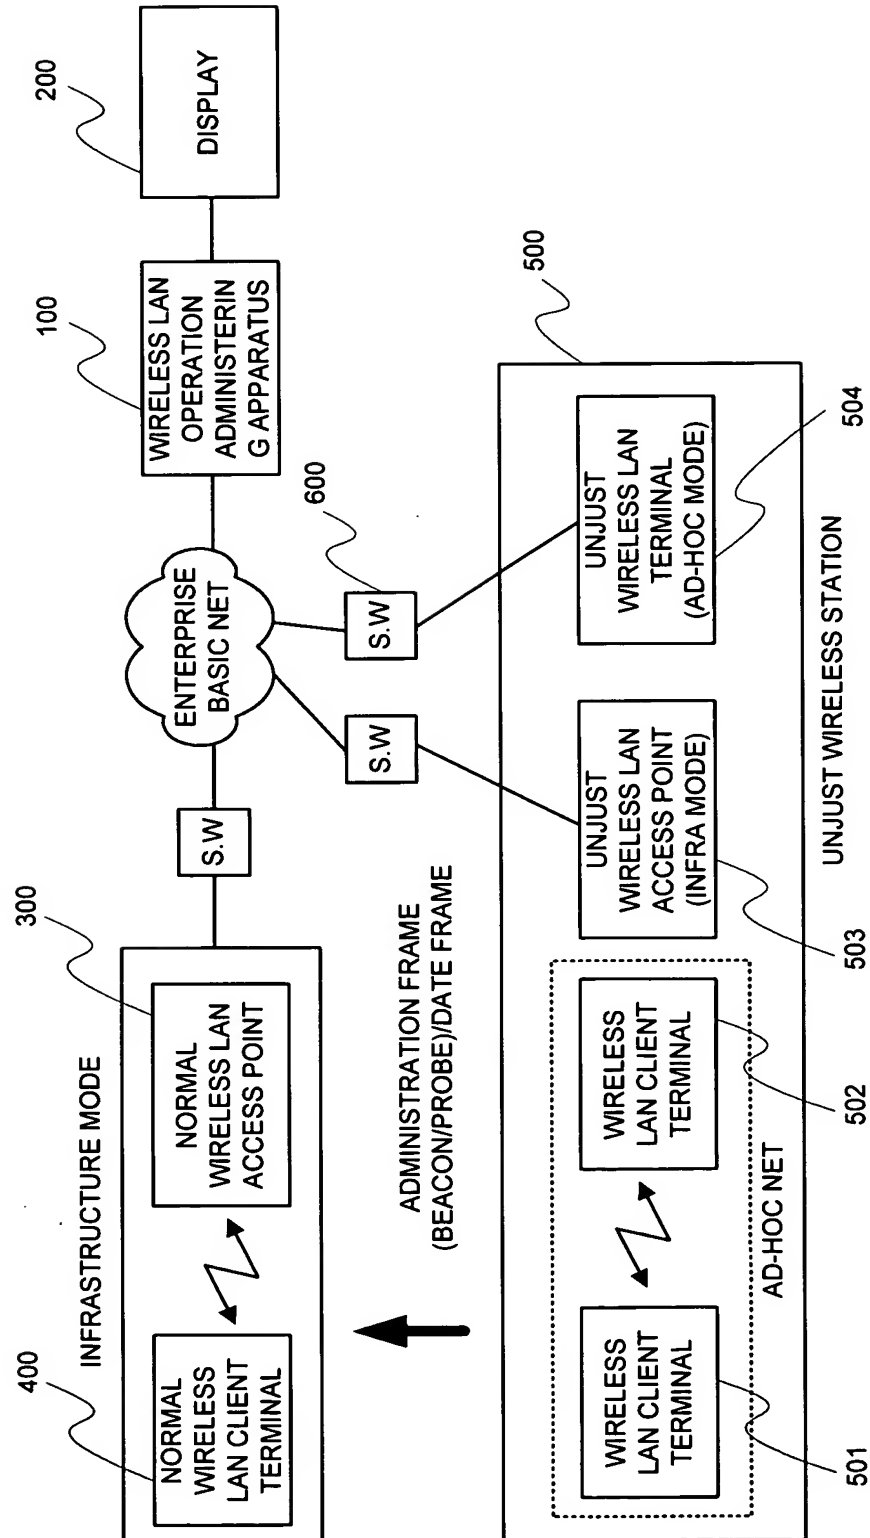 INFRASTRUCTURE MODE
400
NORMAL
WIRELESS
LAN CLIENT
TERMINAL
300
NORMAL
WIRELESS LAN
ACCESS POINT
S.W
ENTERPRISE
BASIC NET
100
WIRELESS LAN
OPERATION
ADMINISTERIN
G APPARATUS
200
DISPLAY
ADMINISTRATION FRAME
(BEACON/PROBE)/DATE FRAME
S.W
S.W
600
500
WIRELESS
LAN CLIENT
TERMINAL
501
WIRELESS
LAN CLIENT
TERMINAL
502
AD-HOC NET
UNJUST
WIRELESS LAN
ACCESS POINT
(INFRA MODE)
503
UNJUST
WIRELESS LAN
TERMINAL
(AD-HOC MODE)
504
UNJUST WIRELESS STATION